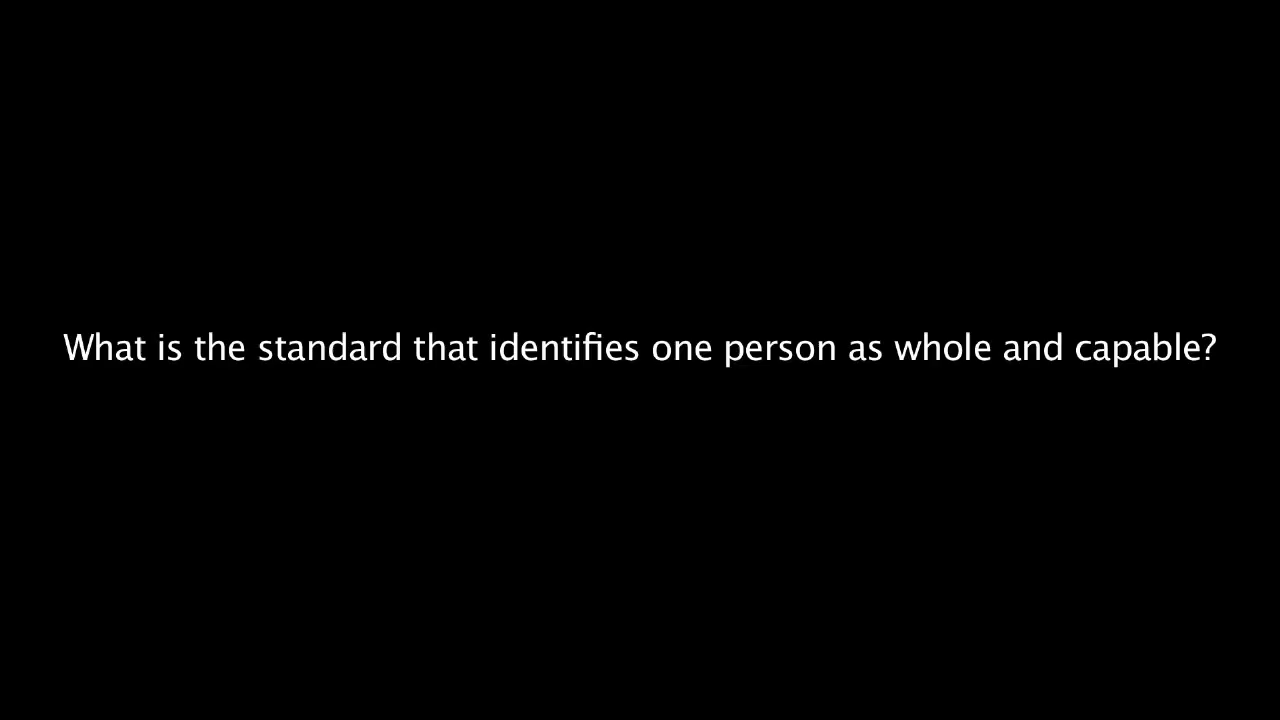 What is the standard that identifies one person as whole and capable?